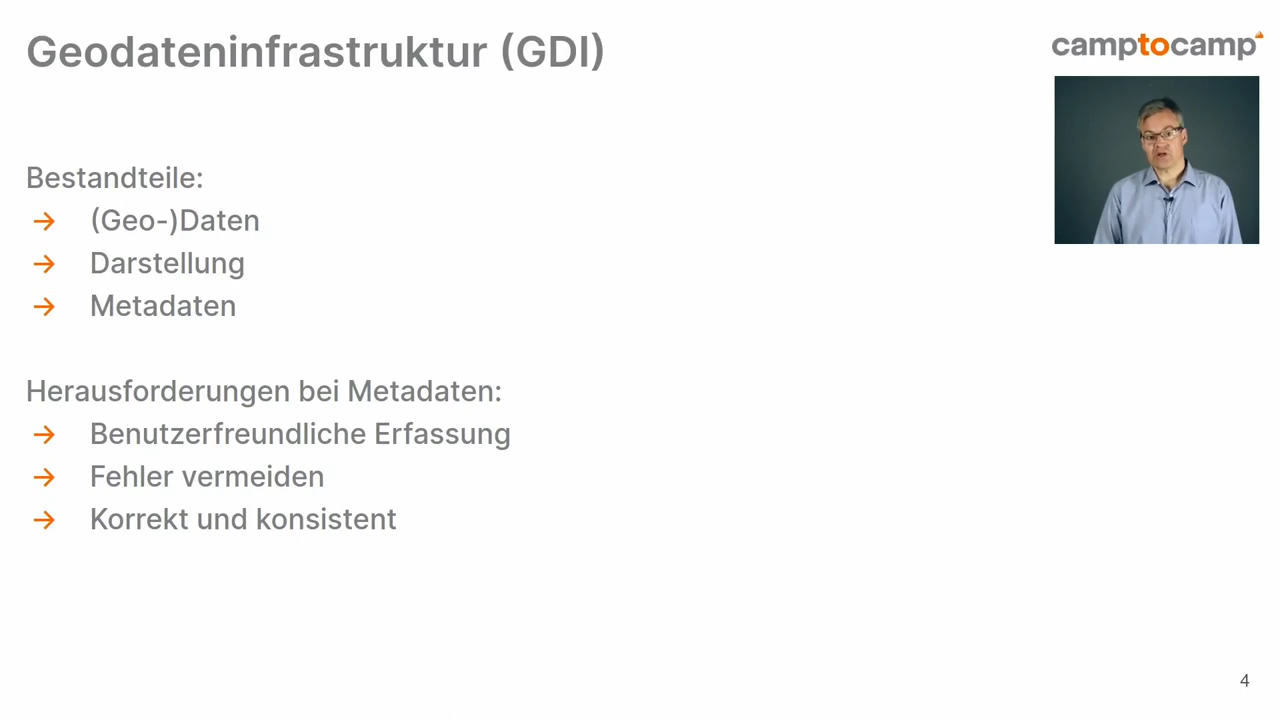 Geodateninfrastruktur (GDI)
camptocamp
Bestandteile:
→ (Geo-)Daten
→ Darstellung
→ Metadaten
Herausforderungen bei Metadaten:
→ Benutzerfreundliche Erfassung
→ Fehler vermeiden
→ Korrekt und konsistent
4